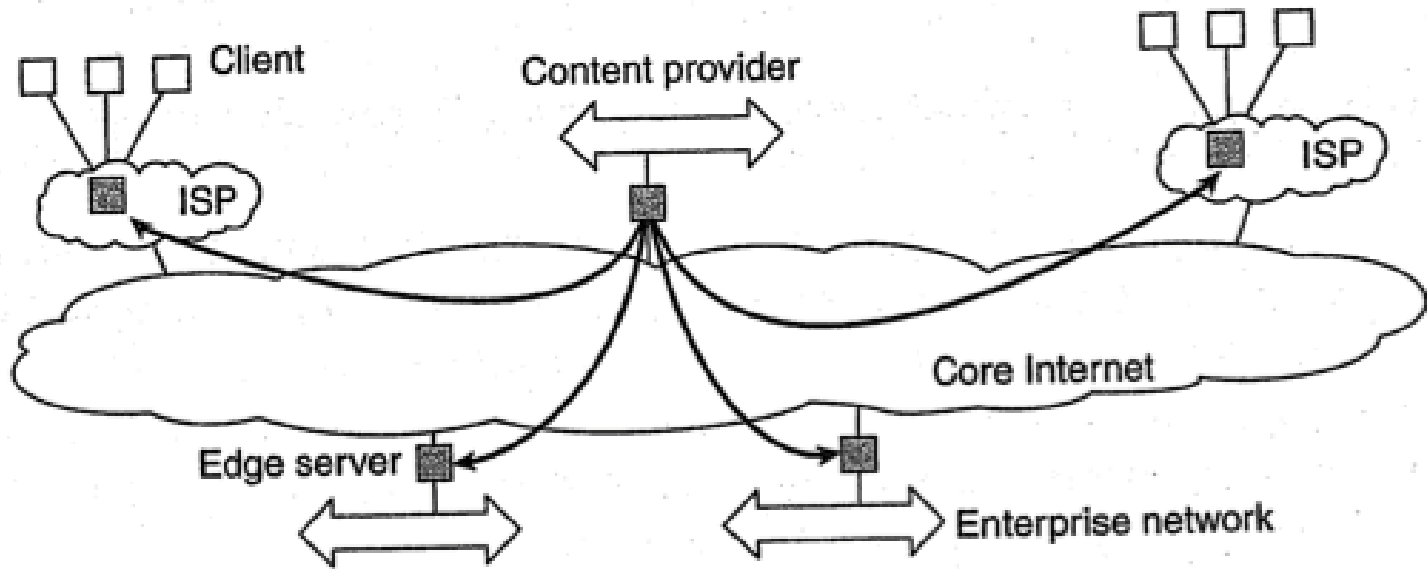 Client
Content provider
ISP
ISP
Core Internet
Edge server
Enterprise network